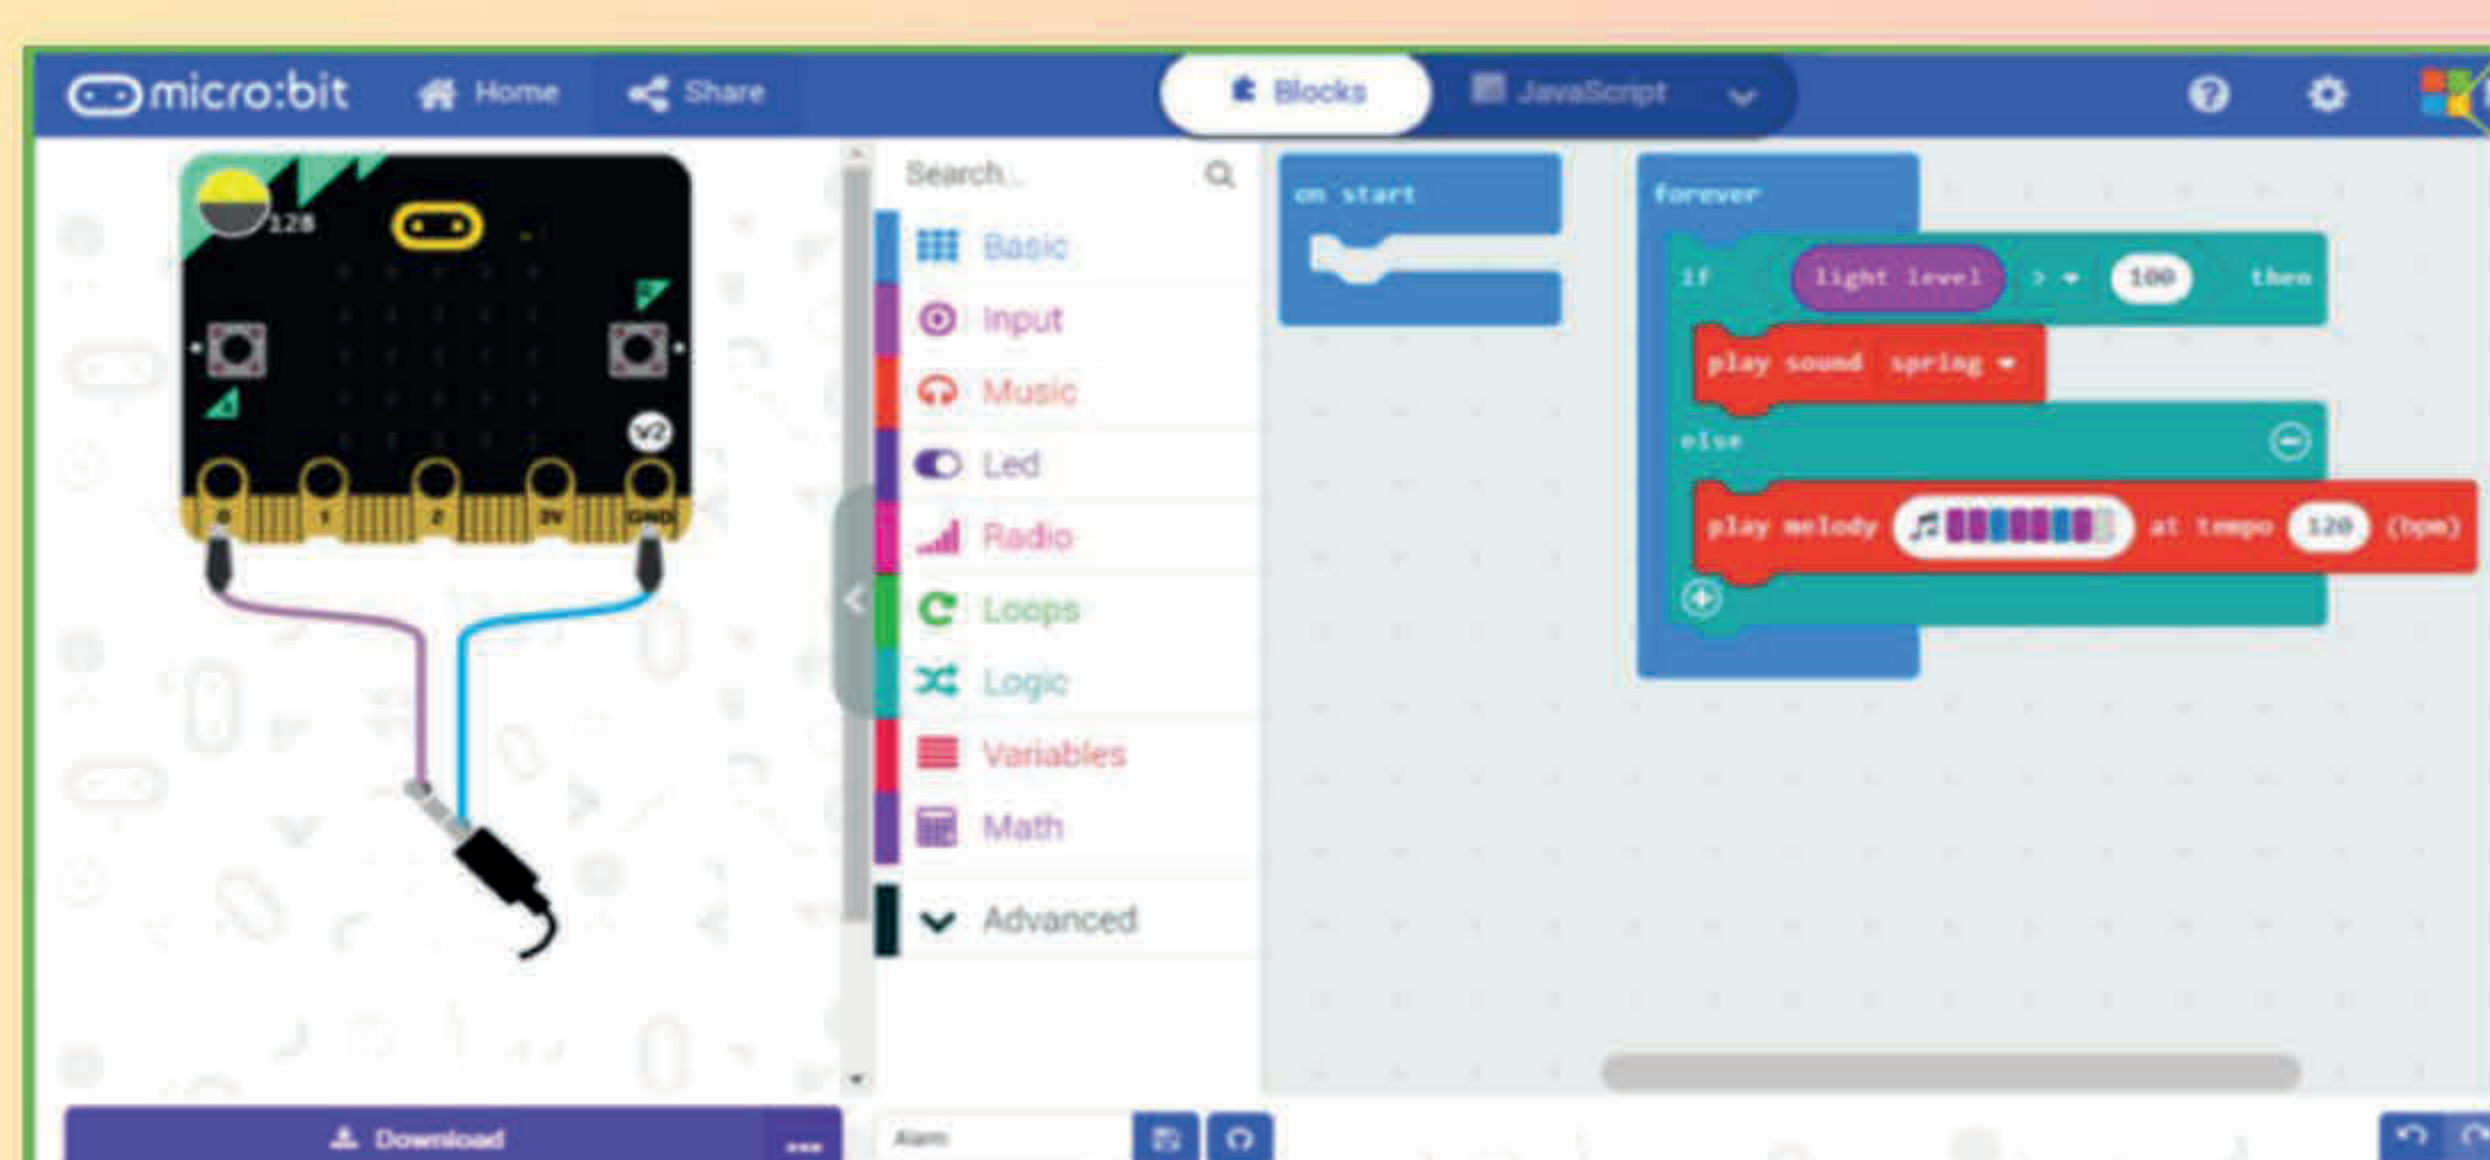 micro:bit Home Share Blocks JavaScript
128
V2
0 1 2 3V GND
Search...
Basic
Input
Music
Led
Radio
Loops
Logic
Variables
Math
Advanced
on start
forever
if light level > 100 then
play sound spring
else
play melody at tempo 120 (bpm)
Download ...
Alarm